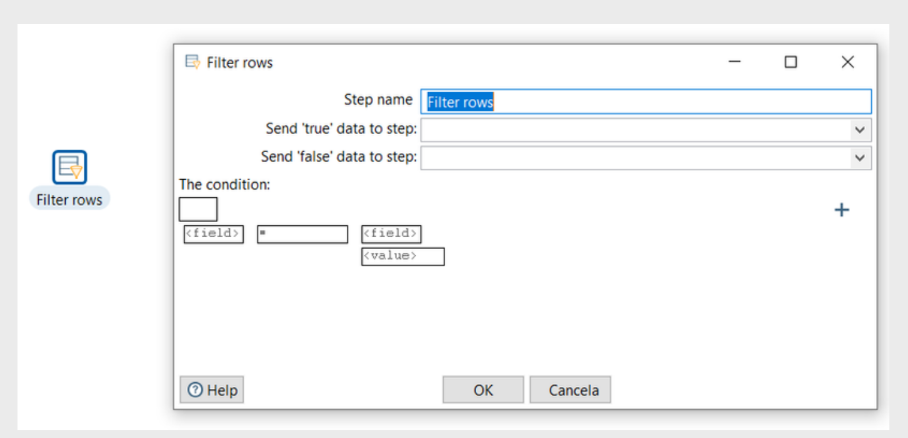 Filter rows
Step name Filter rows
Send 'true' data to step:
Send 'false' data to step:
Filter rows
The condition:
<field> = <field>
<value>
Help OK Cancela